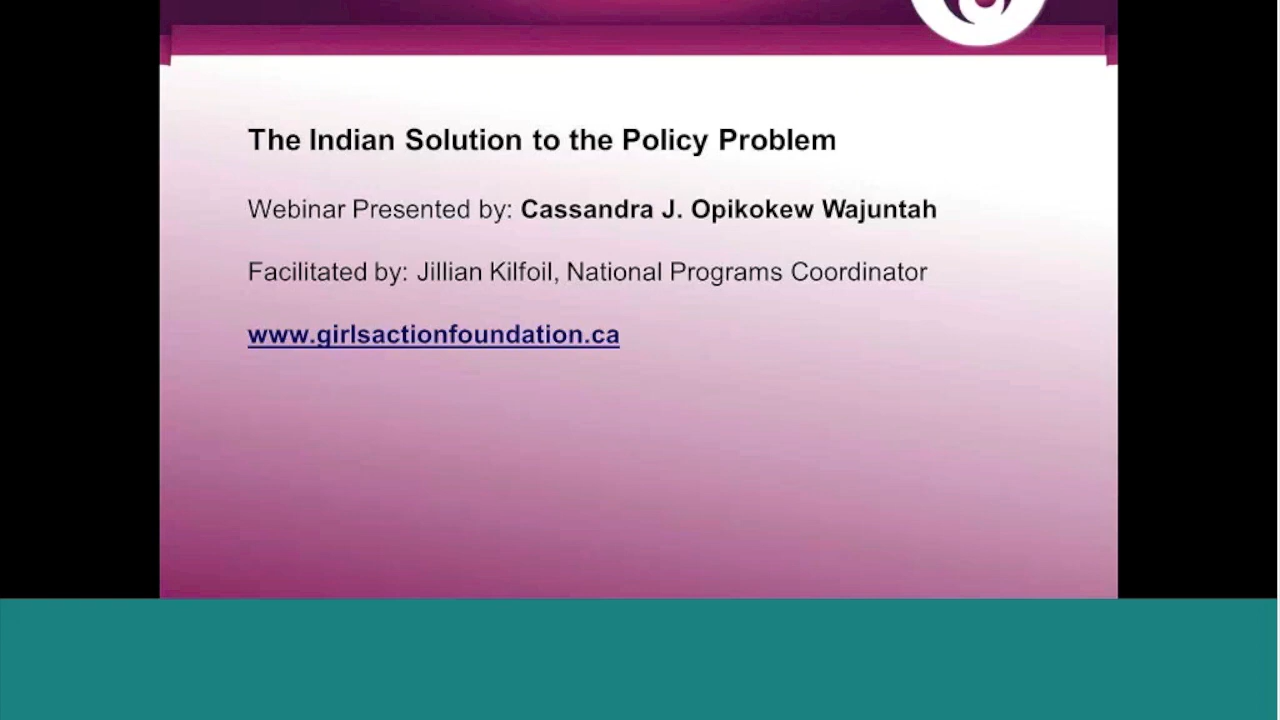 The Indian Solution to the Policy Problem
Webinar Presented by: Cassandra J. Opikokew Wajuntah
Facilitated by: Jillian Kilfoil, National Programs Coordinator
www.girlsactionfoundation.ca